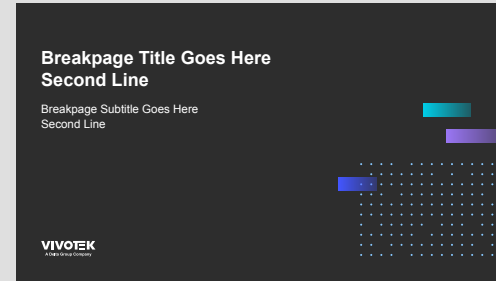 Breakpage Title Goes Here
Second Line
Breakpage Subtitle Goes Here
Second Line
VIVOTEK
A Delta Group Company